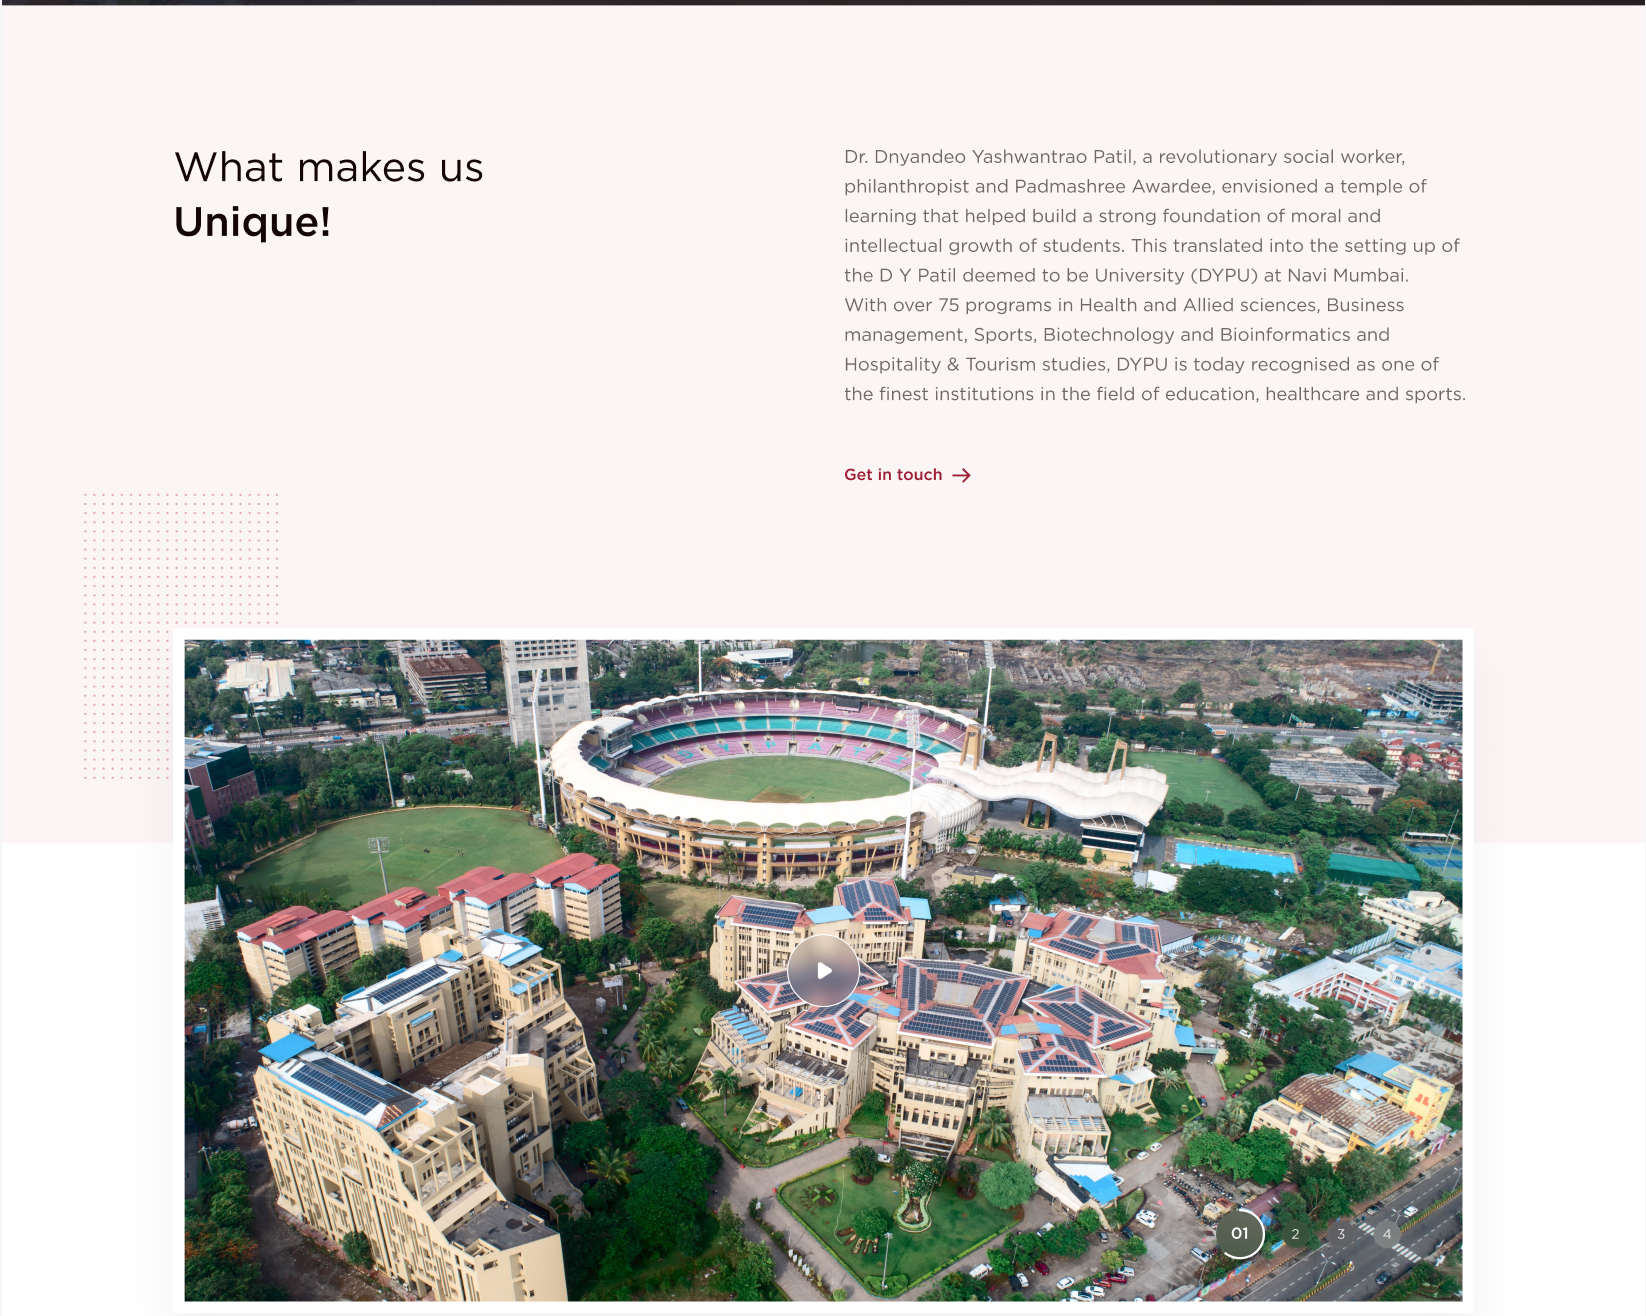 What makes us
Unique!
Dr. Dnyandeo Yashwantrao Patil, a revolutionary social worker,
philanthropist and Padmashree Awardee, envisioned a temple of
learning that helped build a strong foundation of moral and
intellectual growth of students. This translated into the setting up of
the D Y Patil deemed to be University (DYPU) at Navi Mumbai.
With over 75 programs in Health and Allied sciences, Business
management, Sports, Biotechnology and Bioinformatics and
Hospitality & Tourism studies, DYPU is today recognised as one of
the finest institutions in the field of education, healthcare and sports.
Get in touch
01 2 3 4